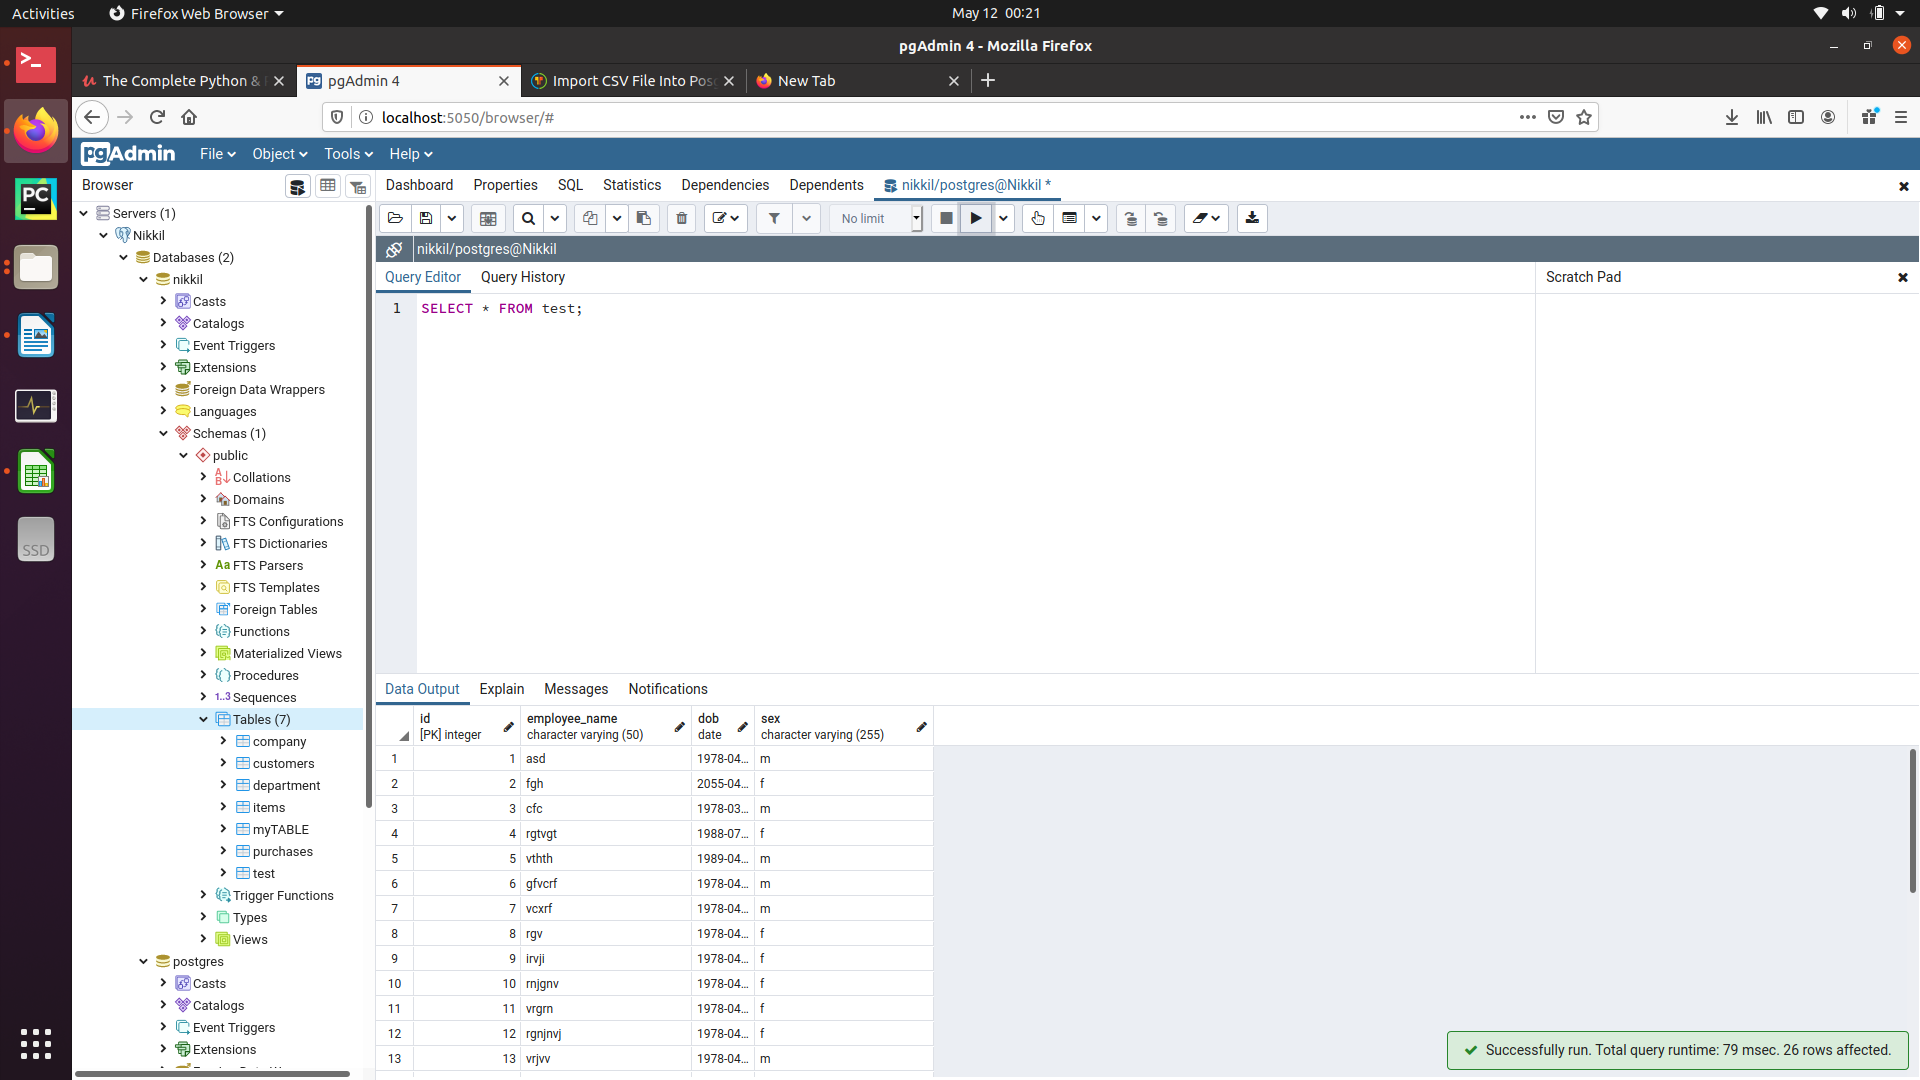 Activities
Firefox Web Browser
May 12 00:21
pgAdmin 4 - Mozilla Firefox
The Complete Python &
pgAdmin 4
Import CSV File Into Pos
New Tab
localhost:5050/browser/#
pgAdmin
File
Object
Tools
Help
Browser
Dashboard
Properties
SQL
Statistics
Dependencies
Dependents
nikkil/postgres@Nikkil *
No limit
nikkil/postgres@Nikkil
Query Editor
Query History
Scratch Pad
1 SELECT * FROM test;
Servers (1)
Nikkil
Databases (2)
nikkil
Casts
Catalogs
Event Triggers
Extensions
Foreign Data Wrappers
Languages
Schemas (1)
public
Collations
Domains
FTS Configurations
FTS Dictionaries
Aa FTS Parsers
FTS Templates
Foreign Tables
Functions
Materialized Views
Procedures
1..3 Sequences
Tables (7)
company
customers
department
items
myTABLE
purchases
test
Trigger Functions
Types
Views
postgres
Casts
Catalogs
Event Triggers
Extensions
Data Output
Explain
Messages
Notifications
id
[PK] integer
employee_name
character varying (50)
dob
date
sex
character varying (255)
1 1 asd 1978-04... m
2 2 fgh 2055-04... f
3 3 cfc 1978-03... m
4 4 rgtvgt 1988-07... f
5 5 vthth 1989-04... m
6 6 gfvcrf 1978-04... m
7 7 vcxrf 1978-04... m
8 8 rgv 1978-04... f
9 9 irvji 1978-04... f
10 10 rnjgnv 1978-04... f
11 11 vrgrn 1978-04... f
12 12 rgnjnvj 1978-04... f
13 13 vrjvv 1978-04... m
Successfully run. Total query runtime: 79 msec. 26 rows affected.
PC
SSD